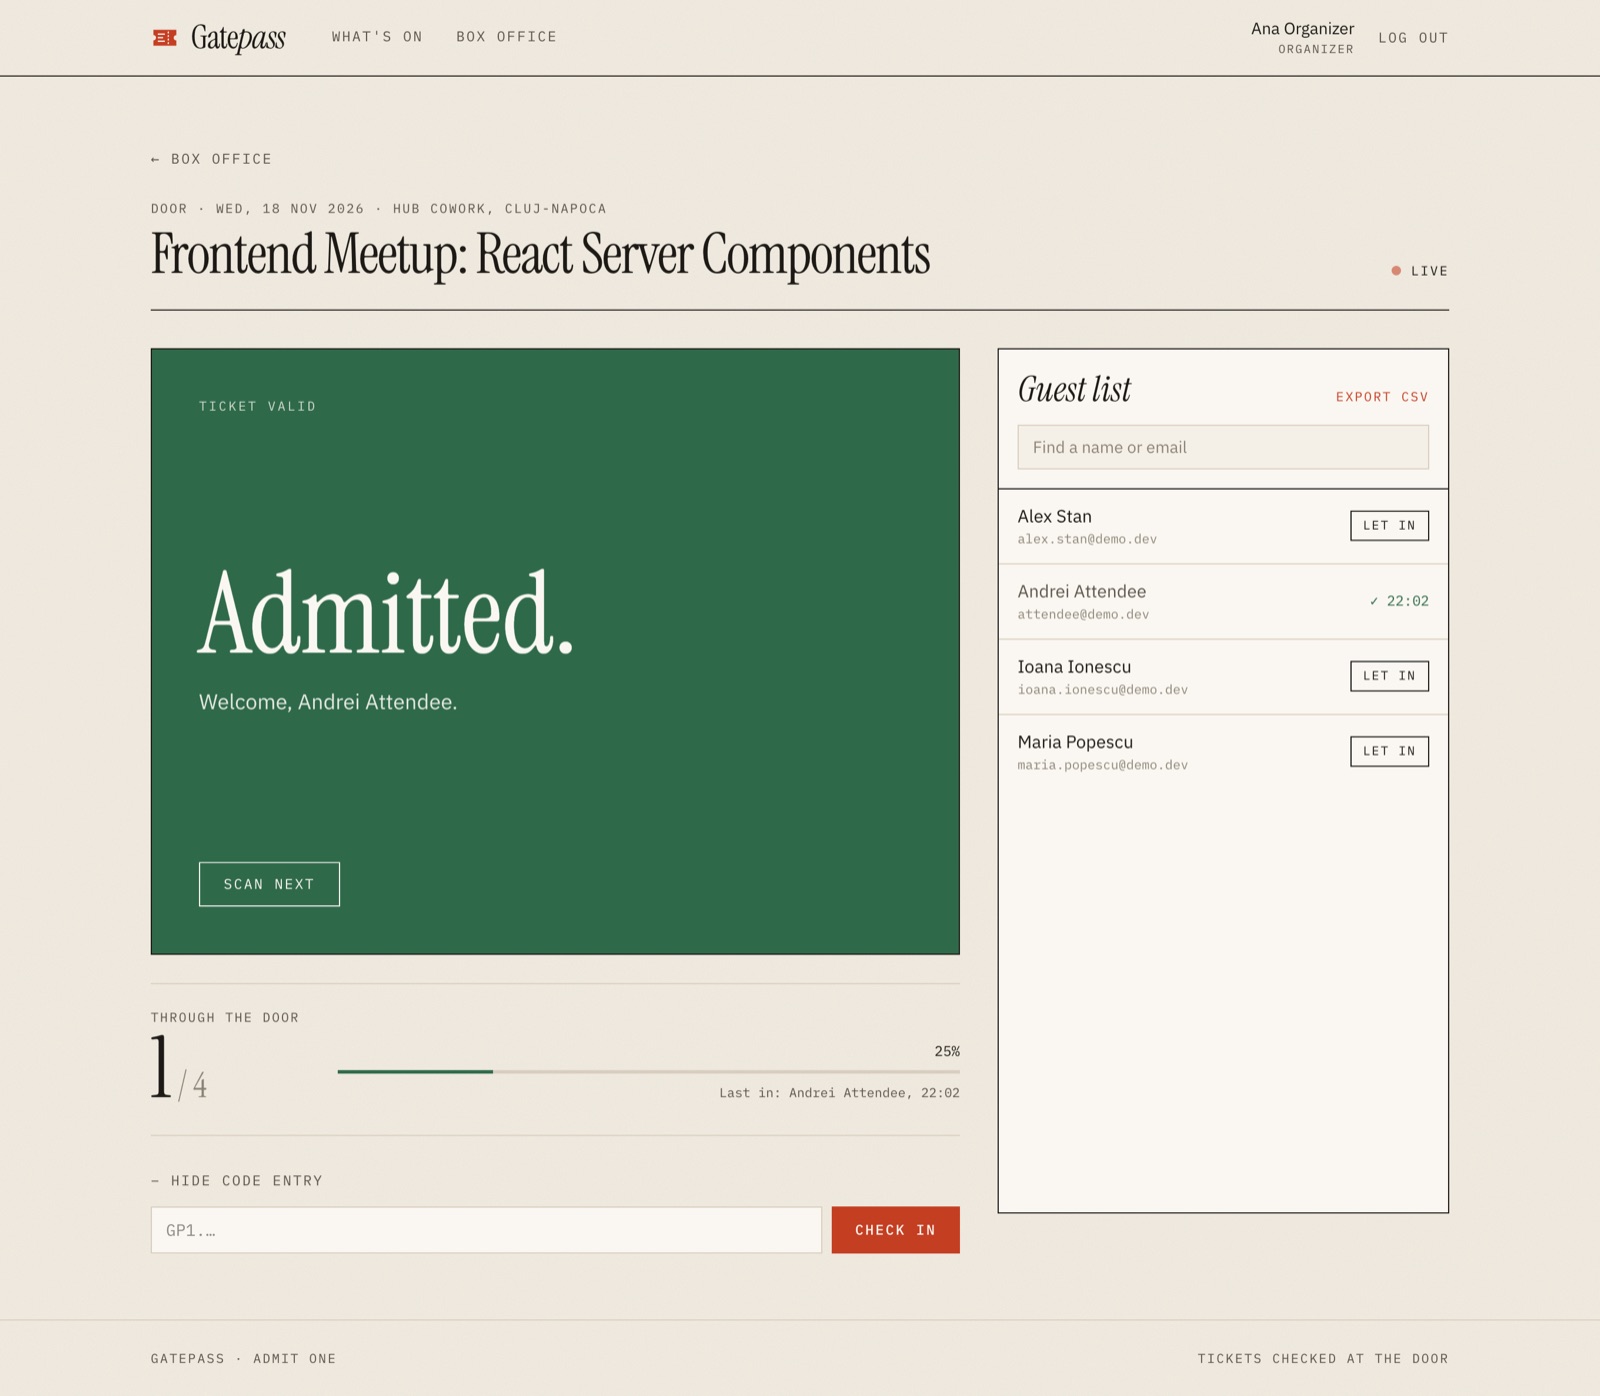 Gatepass
WHAT'S ON
BOX OFFICE
Ana Organizer
ORGANIZER
LOG OUT
← BOX OFFICE
DOOR · WED, 18 NOV 2026 · HUB COWORK, CLUJ-NAPOCA
Frontend Meetup: React Server Components
LIVE
TICKET VALID
Admitted.
Welcome, Andrei Attendee.
SCAN NEXT
THROUGH THE DOOR
1/4
25%
Last in: Andrei Attendee, 22:02
− HIDE CODE ENTRY
GP1.…
CHECK IN
Guest list
EXPORT CSV
Find a name or email
Alex Stan
alex.stan@demo.dev
LET IN
Andrei Attendee
attendee@demo.dev
✓ 22:02
Ioana Ionescu
ioana.ionescu@demo.dev
LET IN
Maria Popescu
maria.popescu@demo.dev
LET IN
GATEPASS · ADMIT ONE
TICKETS CHECKED AT THE DOOR